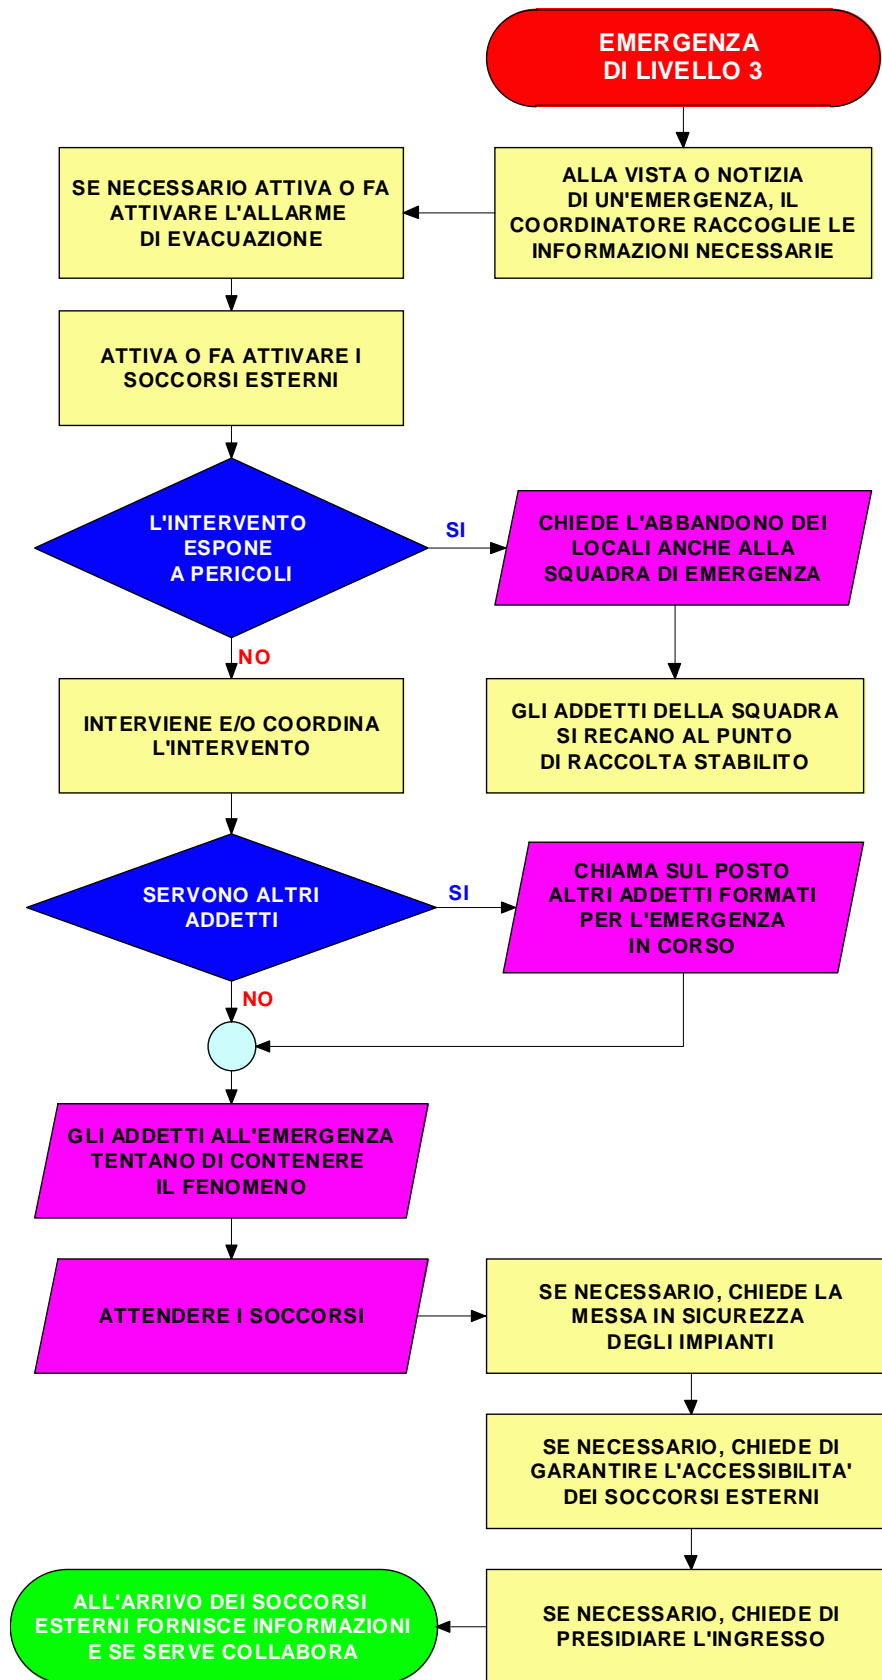 EMERGENZA
DI LIVELLO 3
ALLA VISTA O NOTIZIA
DI UN'EMERGENZA, IL
COORDINATORE RACCOGLIE LE
INFORMAZIONI NECESSARIE
SE NECESSARIO ATTIVA O FA
ATTIVARE L'ALLARME
DI EVACUAZIONE
ATTIVA O FA ATTIVARE I
SOCCORSI ESTERNI
L'INTERVENTO
ESPONE
A PERICOLI
SI
CHIEDE L'ABBANDONO DEI
LOCALI ANCHE ALLA
SQUADRA DI EMERGENZA
GLI ADDETTI DELLA SQUADRA
SI RECANO AL PUNTO
DI RACCOLTA STABILITO
NO
INTERVIENE E/O COORDINA
L'INTERVENTO
SERVONO ALTRI
ADDETTI
SI
CHIAMA SUL POSTO
ALTRI ADDETTI FORMATI
PER L'EMERGENZA
IN CORSO
NO
GLI ADDETTI ALL'EMERGENZA
TENTANO DI CONTENERE
IL FENOMENO
ATTENDERE I SOCCORSI
SE NECESSARIO, CHIEDE LA
MESSA IN SICUREZZA
DEGLI IMPIANTI
SE NECESSARIO, CHIEDE DI
GARANTIRE L'ACCESSIBILITA'
DEI SOCCORSI ESTERNI
SE NECESSARIO, CHIEDE DI
PRESIDIARE L'INGRESSO
ALL'ARRIVO DEI SOCCORSI
ESTERNI FORNISCE INFORMAZIONI
E SE SERVE COLLABORA